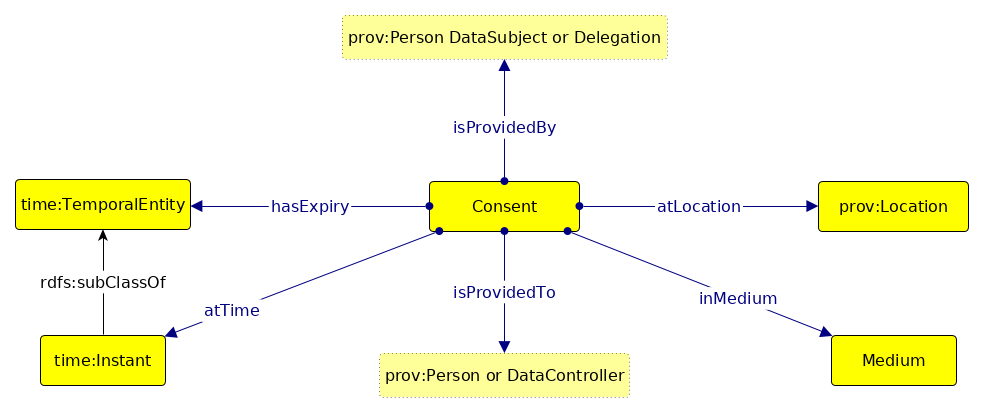 prov:Person DataSubject or Delegation
isProvidedBy
time:TemporalEntity
hasExpiry
Consent
atLocation
prov:Location
rdfs:subClassOf
atTime
isProvidedTo
inMedium
time:Instant
prov:Person or DataController
Medium